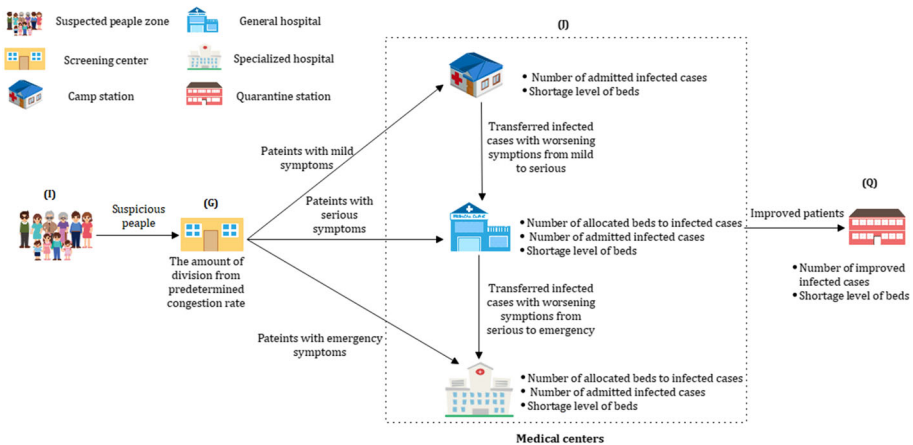 Suspected peaple zone
General hospital
Screening center
Specialized hospital
Camp station
Quarantine station
(J)
• Number of admitted infected cases
• Shortage level of beds
Transferred infected
cases with worsening
symptoms from mild
to serious
Pateints with mild
symptoms
(I)
Suspicious
peaple
(G)
The amount of
division from
predetermined
congestion rate
Pateints with
serious
symptoms
• Number of allocated beds to infected cases
• Number of admitted infected cases
• Shortage level of beds
Improved patients
(Q)
• Number of improved
infected cases
• Shortage level of beds
Transferred infected
cases with worsening
symptoms from
serious to emergency
Pateints with emergency
symptoms
• Number of allocated beds to infected cases
• Number of admitted infected cases
• Shortage level of beds
Medical centers